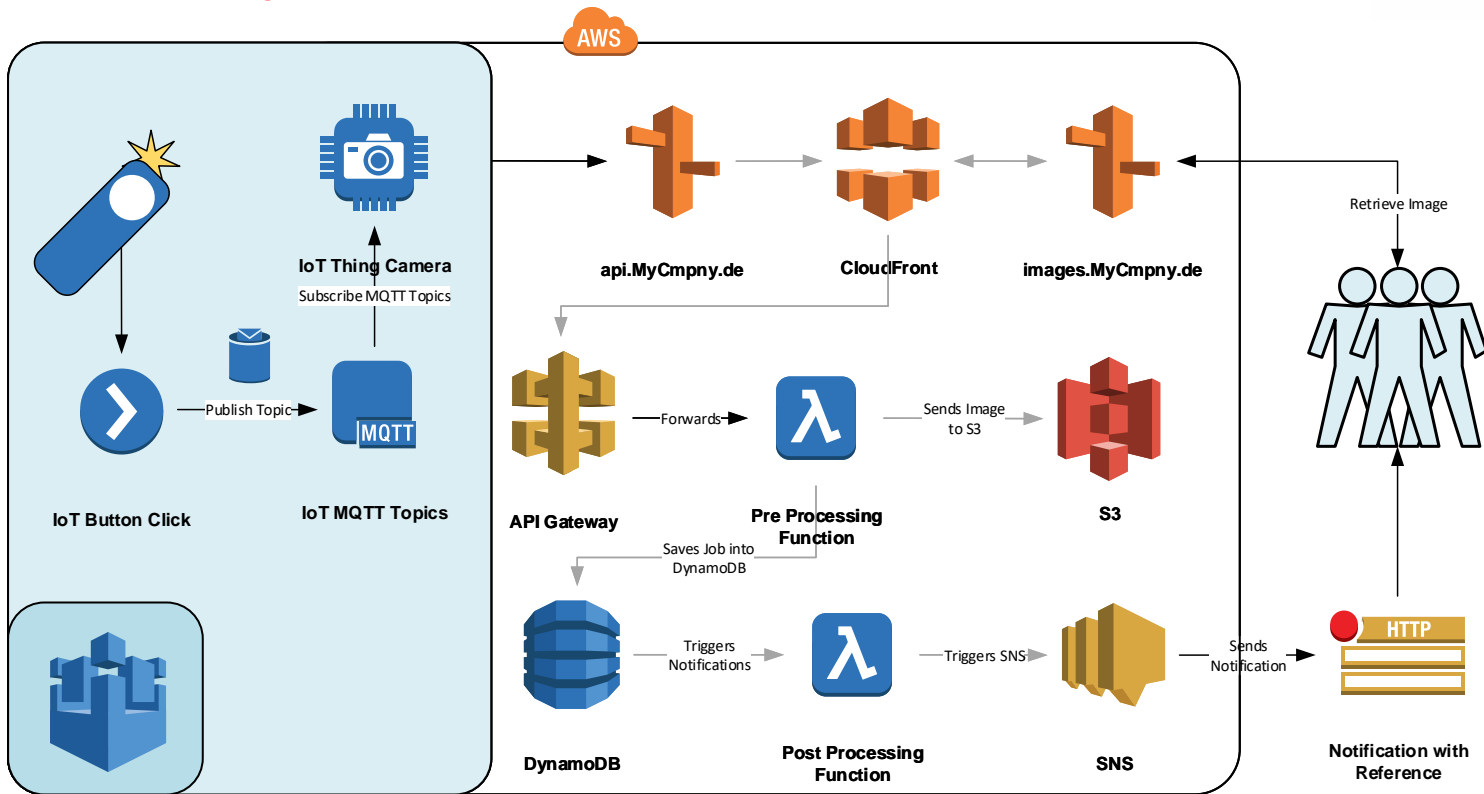 AWS
IoT Thing Camera
Subscribe MQTT Topics
api.MyCmpny.de
CloudFront
images.MyCmpny.de
Retrieve Image
Publish Topic
MQTT
Forwards
Sends Image
to S3
IoT Button Click
IoT MQTT Topics
API Gateway
Pre Processing
Function
S3
Saves Job into
DynamoDB
Triggers
Notifications
Triggers SNS
Sends
Notification
HTTP
DynamoDB
Post Processing
Function
SNS
Notification with
Reference